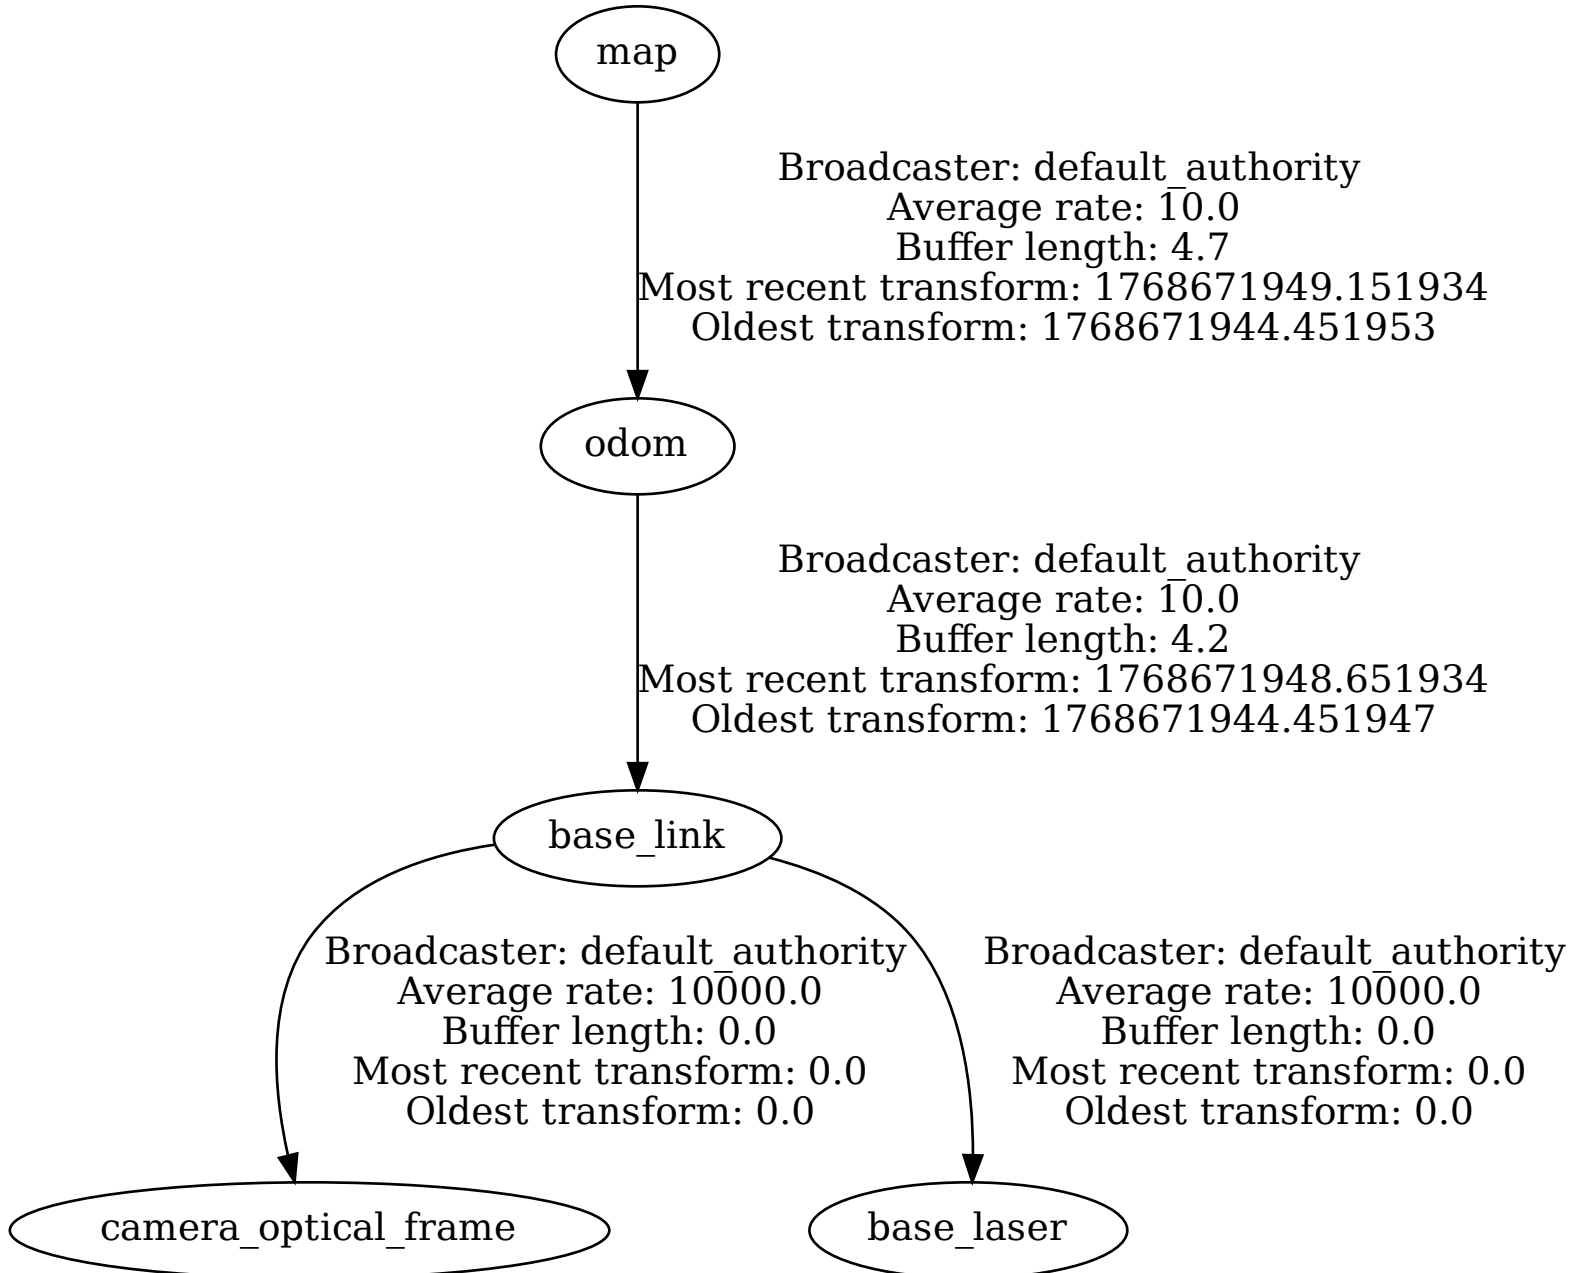 map
Broadcaster: default_authority
Average rate: 10.0
Buffer length: 4.7
Most recent transform: 1768671949.151934
Oldest transform: 1768671944.451953
odom
Broadcaster: default_authority
Average rate: 10.0
Buffer length: 4.2
Most recent transform: 1768671948.651934
Oldest transform: 1768671944.451947
base_link
Broadcaster: default_authority
Average rate: 10000.0
Buffer length: 0.0
Most recent transform: 0.0
Oldest transform: 0.0
Broadcaster: default_authority
Average rate: 10000.0
Buffer length: 0.0
Most recent transform: 0.0
Oldest transform: 0.0
camera_optical_frame
base_laser